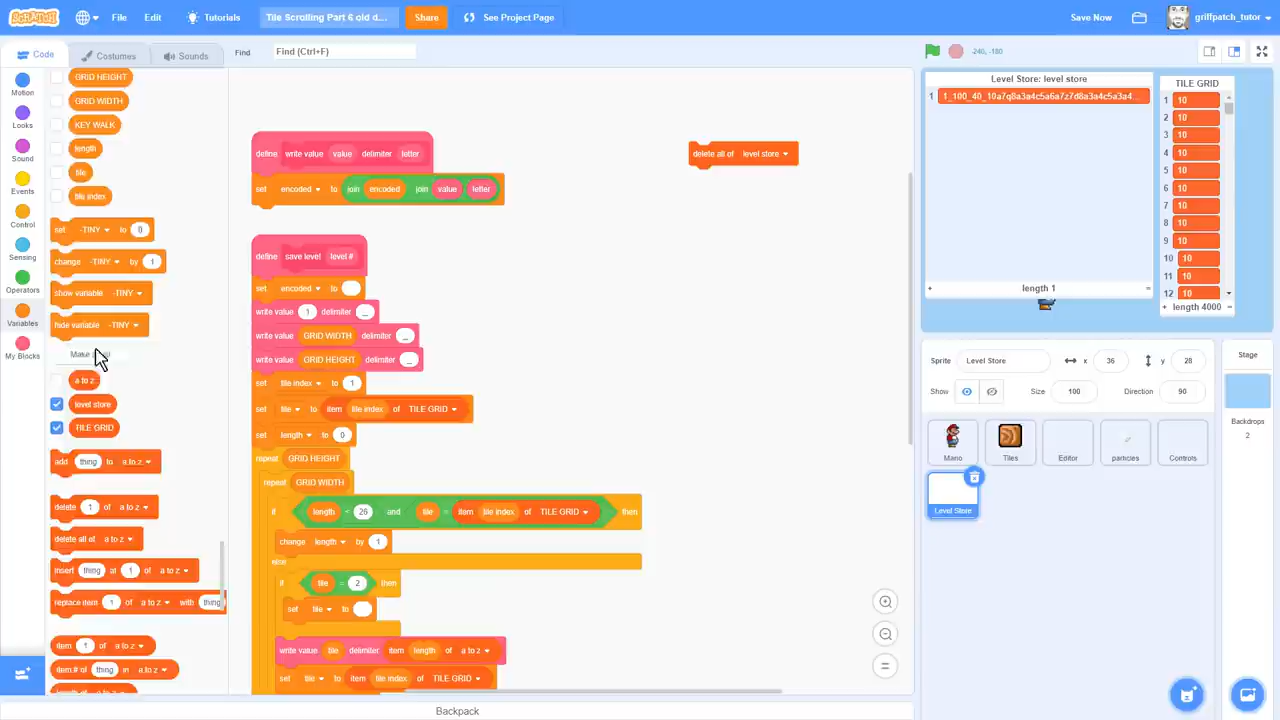 SCRATCH File Edit Tutorials Tile Scrolling Part 6 old d... Share See Project Page Save Now griffpatch_tutor
Code Costumes Sounds Find Find (Ctrl+F) -240, -180
Motion
Looks
Sound
Events
Control
Sensing
Operators
Variables
My Blocks
GRID HEIGHT
GRID WIDTH
KEY WALK
length
tile
tile index
set -TINY to 0
change -TINY by 1
show variable -TINY
hide variable -TINY
a to z
level store
TILE GRID
add thing to a to z
delete 1 of a to z
delete all of a to z
insert thing at 1 of a to z
replace item 1 of a to z with thing
item 1 of a to z
item # of thing in a to z
define write value value delimiter letter
set encoded to join encoded join value letter
delete all of level store
define save level level #
set encoded to
write value 1 delimiter _
write value GRID WIDTH delimiter _
write value GRID HEIGHT delimiter _
set tile index to 1
set tile to item tile index of TILE GRID
set length to 0
repeat GRID HEIGHT
repeat GRID WIDTH
if length < 26 and tile = item tile index of TILE GRID then
change length by 1
else
if tile = 2 then
set tile to
write value tile delimiter item length of a to z
set tile to item tile index of TILE GRID
Level Store: level store
1 1_100_40_10a7q8a3a4c5a6a7z7d8a3a4c5a3a4...
+ length 1 =
TILE GRID
1 10
2 10
3 10
4 10
5 10
6 10
7 10
8 10
9 10
10 10
11 10
12 10
+ length 4000 =
Sprite Level Store x 36 y 28
Show Size 100 Direction 90
Mario
Tiles
Editor
particles
Controls
Level Store
Stage
Backdrops
2
Backpack